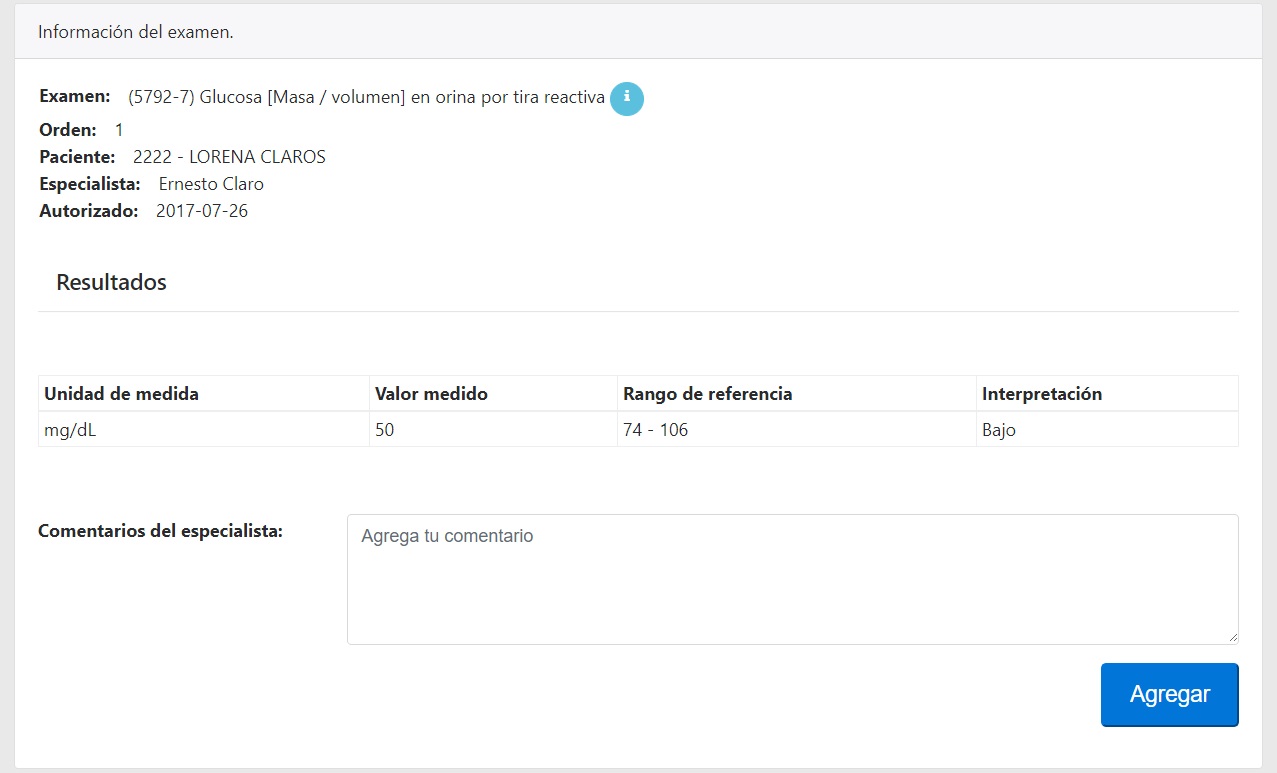 Información del examen.
Examen: (5792-7) Glucosa [Masa / volumen] en orina por tira reactiva i
Orden: 1
Paciente: 2222 - LORENA CLAROS
Especialista: Ernesto Claro
Autorizado: 2017-07-26
Resultados
Unidad de medida Valor medido Rango de referencia Interpretación
mg/dL 50 74 - 106 Bajo
Comentarios del especialista: Agrega tu comentario
Agregar